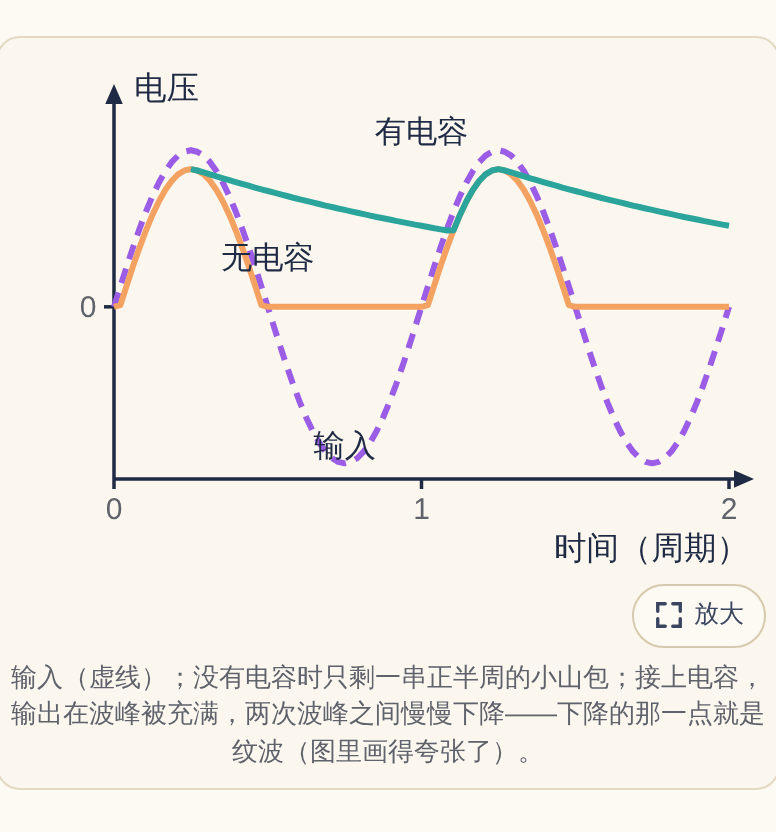 电压
有电容
无电容
0
输入
0 1 2
时间（周期）
放大
输入（虚线）；没有电容时只剩一串正半周的小山包；接上电容，
输出在波峰被充满，两次波峰之间慢慢下降——下降的那一点就是
纹波（图里画得夸张了）。